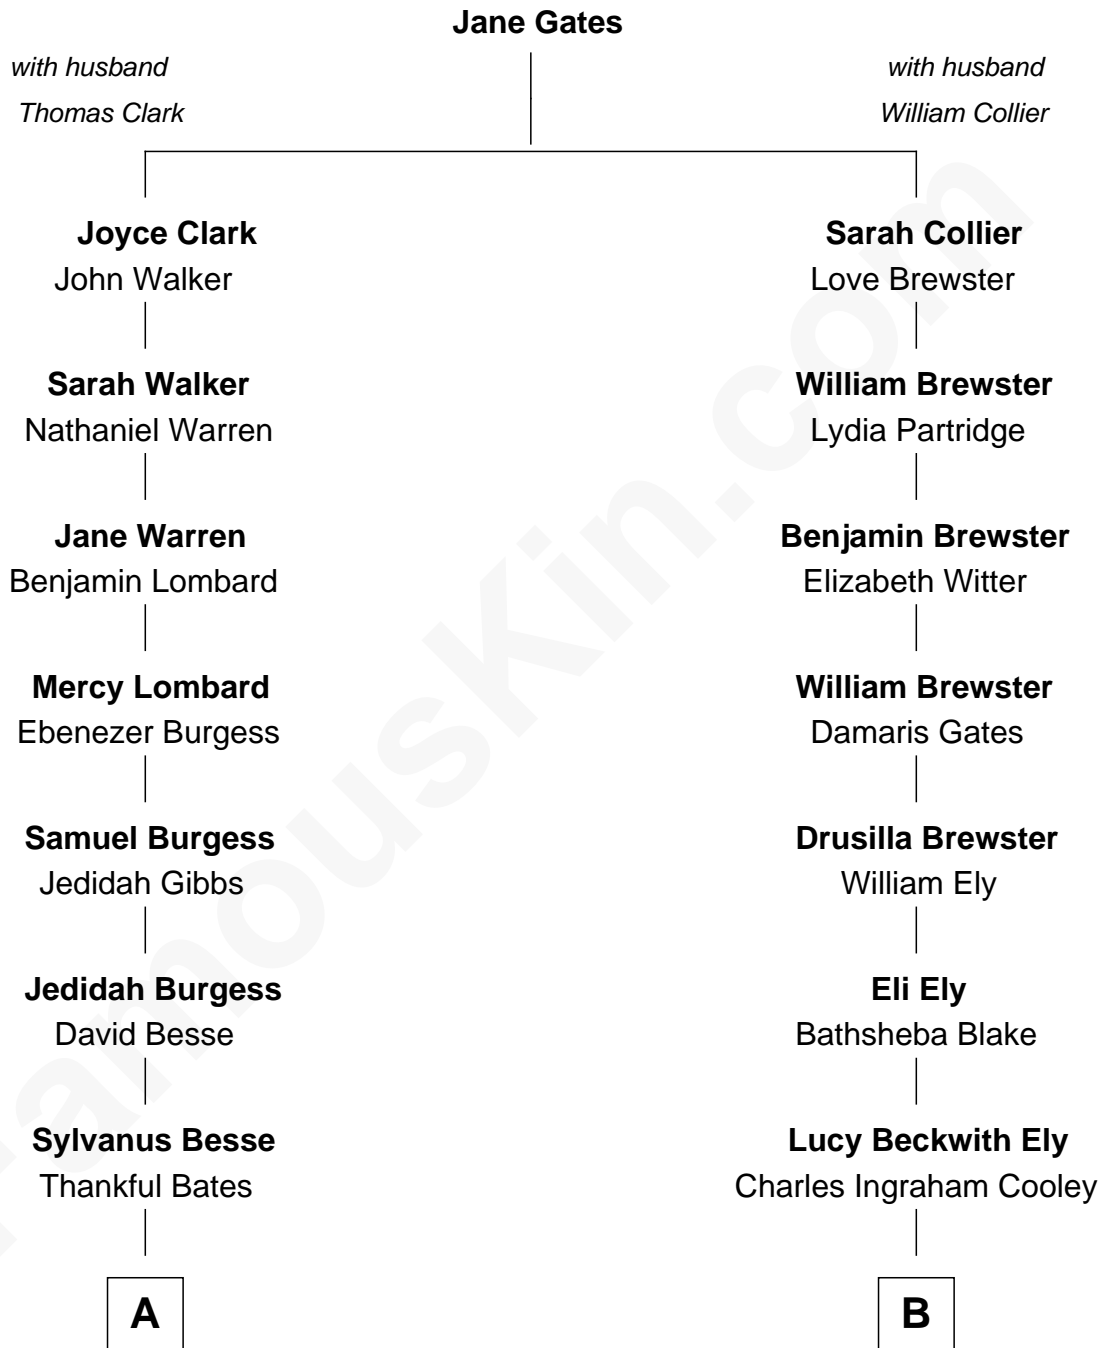 Jane Gates
with husband
Thomas Clark
with husband
William Collier
Joyce Clark
John Walker
Sarah Collier
Love Brewster
Sarah Walker
Nathaniel Warren
William Brewster
Lydia Partridge
Jane Warren
Benjamin Lombard
Benjamin Brewster
Elizabeth Witter
Mercy Lombard
Ebenezer Burgess
William Brewster
Damaris Gates
Samuel Burgess
Jedidah Gibbs
Drusilla Brewster
William Ely
Jedidah Burgess
David Besse
Eli Ely
Bathsheba Blake
Sylvanus Besse
Thankful Bates
Lucy Beckwith Ely
Charles Ingraham Cooley
A
B
FamousKin.com